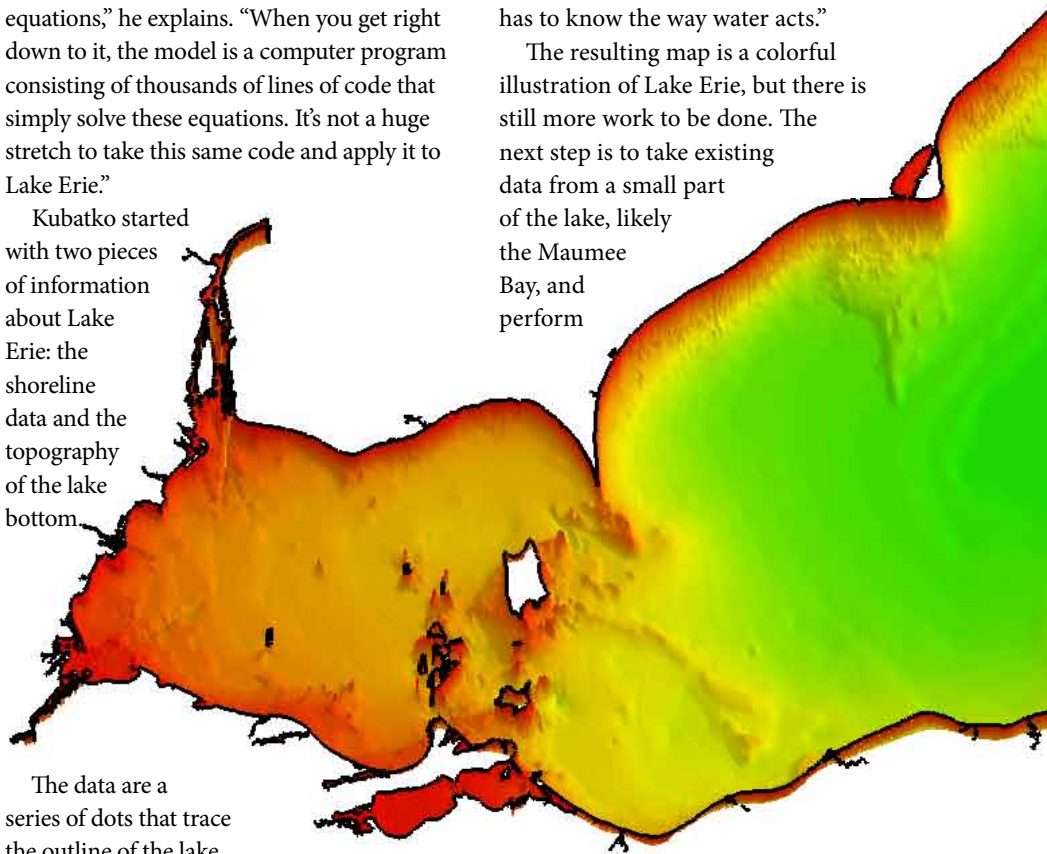 equations,” he explains. “When you get right
down to it, the model is a computer program
consisting of thousands of lines of code that
simply solve these equations. It’s not a huge
stretch to take this same code and apply it to
Lake Erie.”
Kubatko started
with two pieces
of information
about Lake
Erie: the
shoreline
data and the
topography
of the lake
bottom.
The data are a
series of dots that trace
the outline of the lake
has to know the way water acts.”
The resulting map is a colorful
illustration of Lake Erie, but there is
still more work to be done. The
next step is to take existing
data from a small part
of the lake, likely
the Maumee
Bay, and
perform